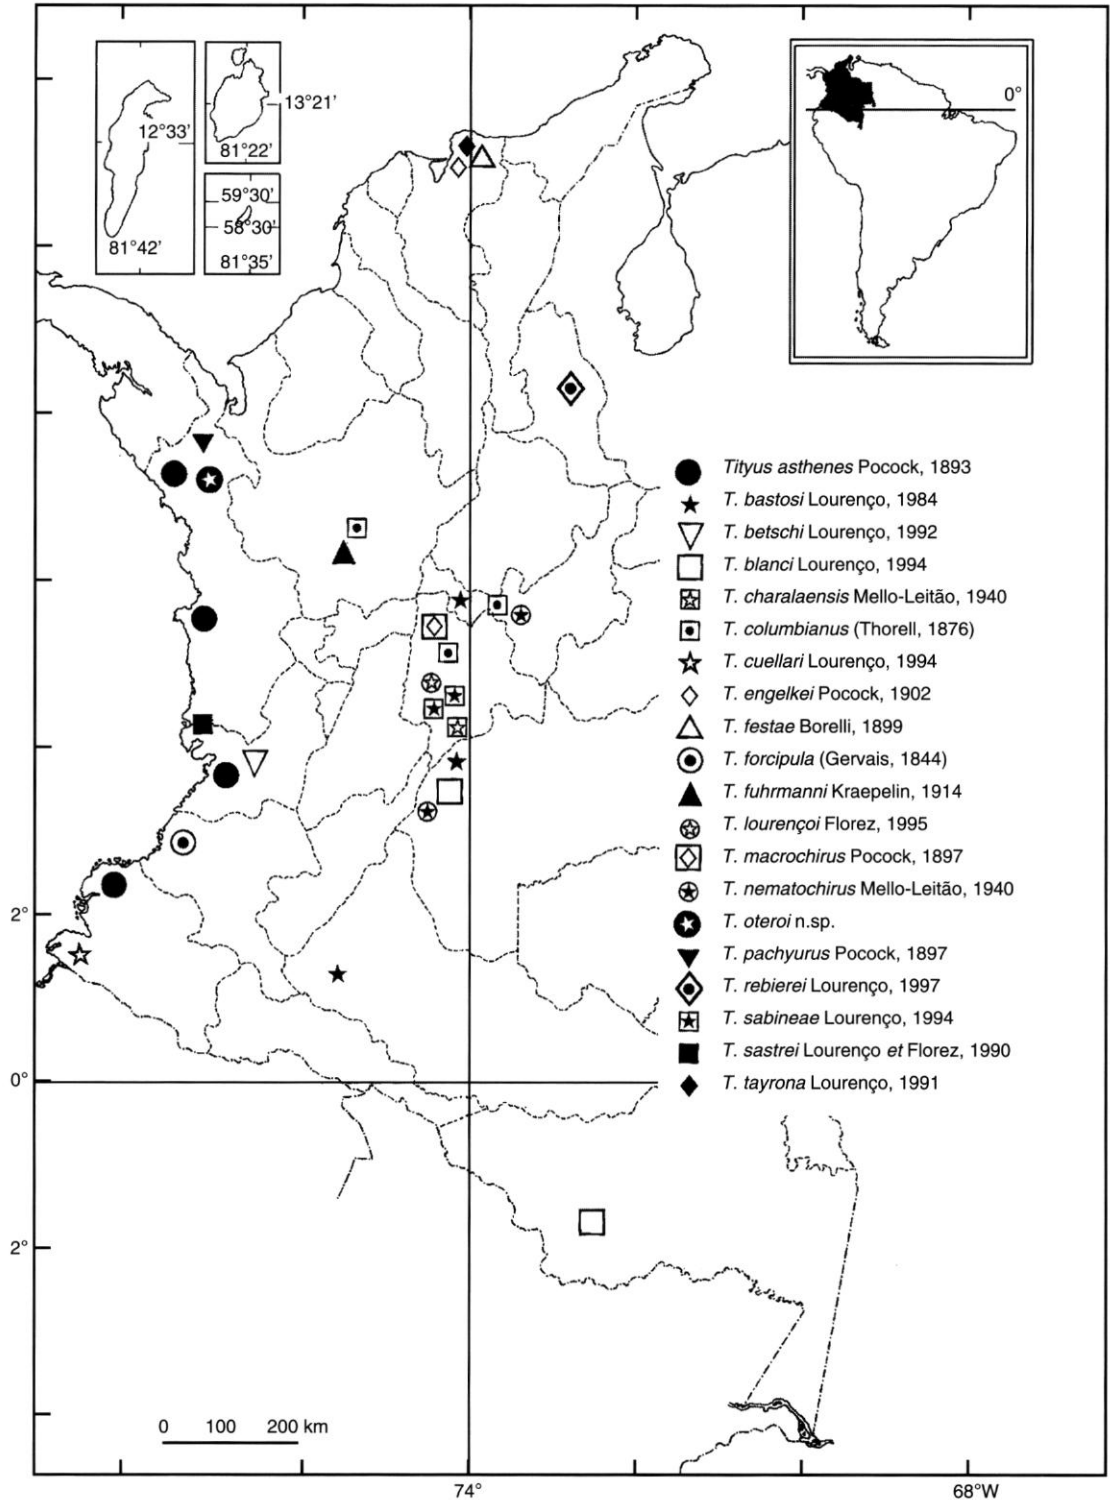 12°33'
81°42'
13°21'
81°22'
59°30'
58°30'
81°35'
0°
Tityus asthenes Pocock, 1893
T. bastosi Lourenço, 1984
T. betschi Lourenço, 1992
T. blanci Lourenço, 1994
T. charalaensis Mello-Leitão, 1940
T. columbianus (Thorell, 1876)
T. cuellari Lourenço, 1994
T. engelkei Pocock, 1902
T. festae Borelli, 1899
T. forcipula (Gervais, 1844)
T. fuhrmanni Kraepelin, 1914
T. lourençoi Florez, 1995
T. macrochirus Pocock, 1897
T. nematochirus Mello-Leitão, 1940
T. oteroi n.sp.
T. pachyurus Pocock, 1897
T. rebierei Lourenço, 1997
T. sabineae Lourenço, 1994
T. sastrei Lourenço et Florez, 1990
T. tayrona Lourenço, 1991
2°
0°
2°
0 100 200 km
74°
68°W